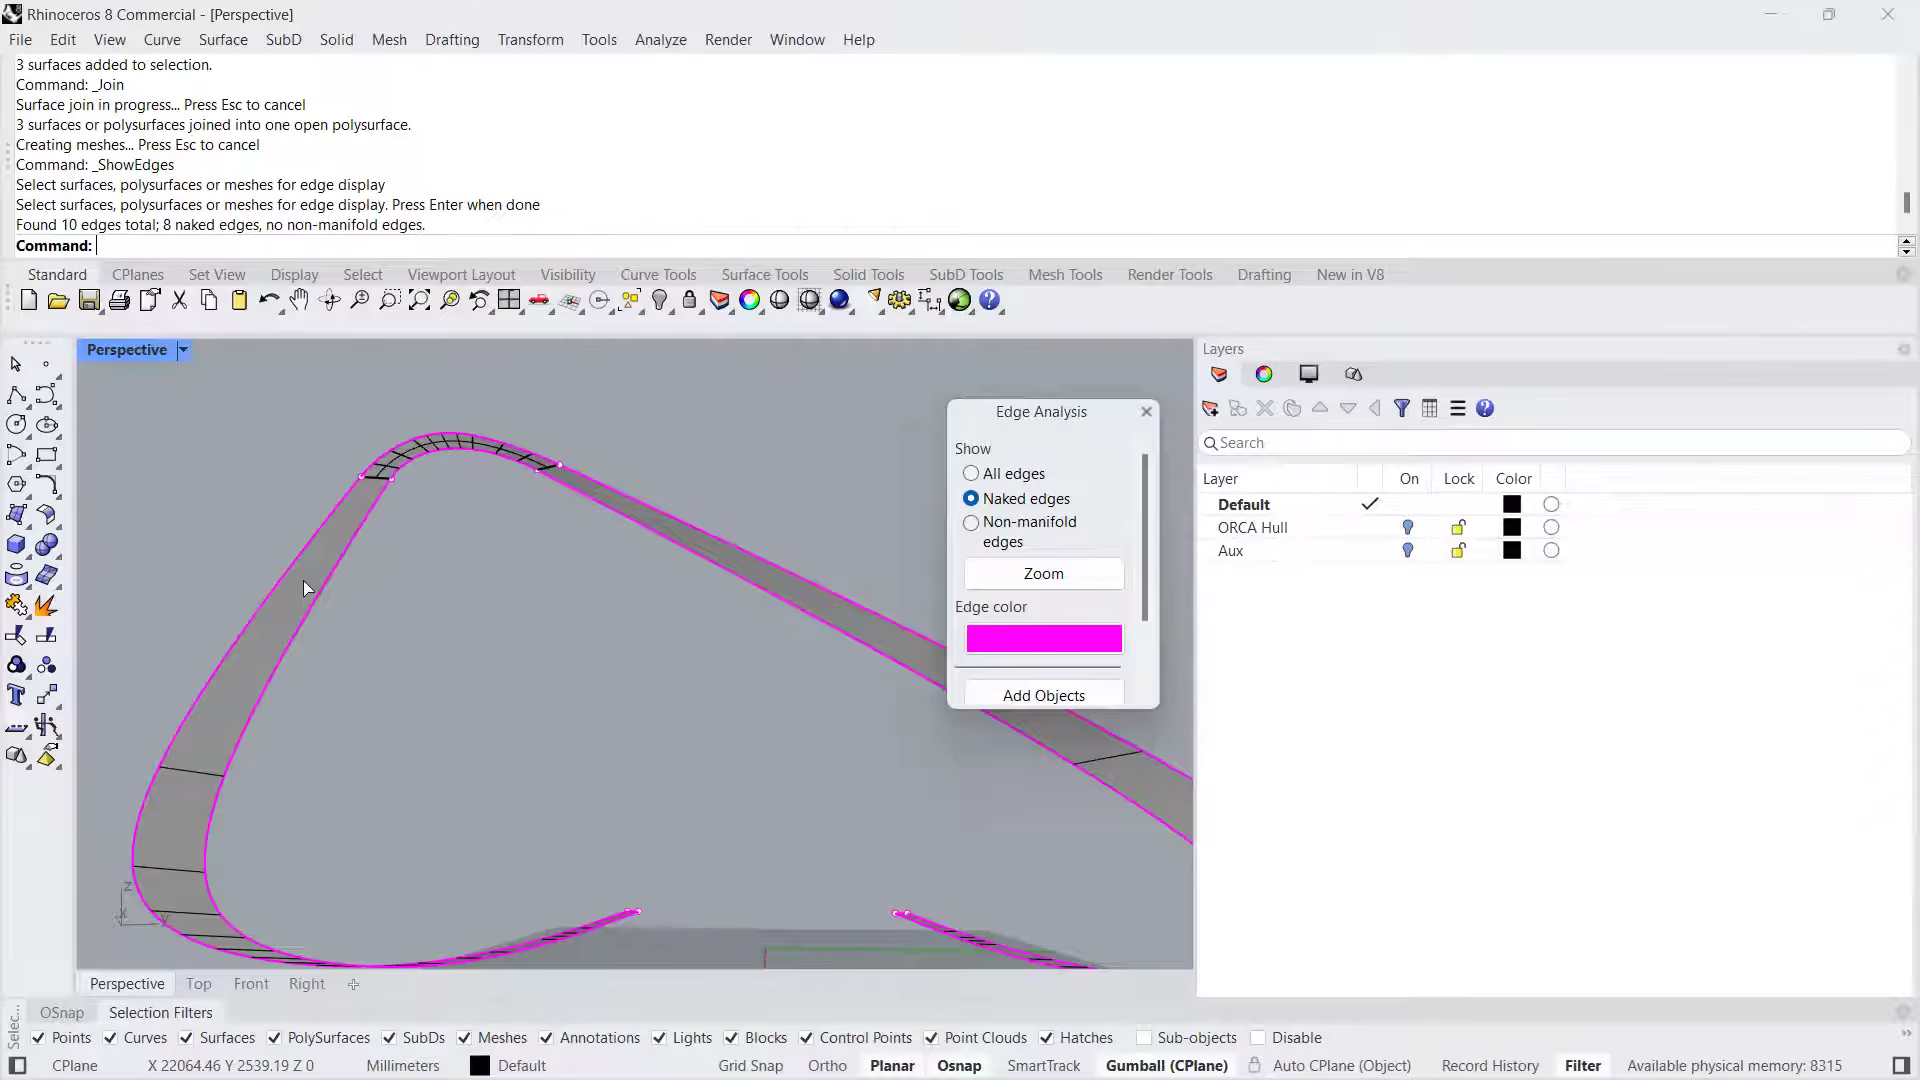 Rhinoceros 8 Commercial - [Perspective]
File Edit View Curve Surface SubD Solid Mesh Drafting Transform Tools Analyze Render Window Help
3 surfaces added to selection.
Command: _Join
Surface join in progress... Press Esc to cancel
3 surfaces or polysurfaces joined into one open polysurface.
Creating meshes... Press Esc to cancel
Command: _ShowEdges
Select surfaces, polysurfaces or meshes for edge display
Select surfaces, polysurfaces or meshes for edge display. Press Enter when done
Found 10 edges total; 8 naked edges, no non-manifold edges.
Command:
Standard CPlanes Set View Display Select Viewport Layout Visibility Curve Tools Surface Tools Solid Tools SubD Tools Mesh Tools Render Tools Drafting New in V8
Perspective
Edge Analysis
Show
All edges
Naked edges
Non-manifold
edges
Zoom
Edge color
Add Objects
Layers
Search
Layer On Lock Color
Default
ORCA Hull
Aux
Z
X
Y
Perspective Top Front Right
OSnap Selection Filters
Selec...
Points Curves Surfaces PolySurfaces SubDs Meshes Annotations Lights Blocks Control Points Point Clouds Hatches Sub-objects Disable
CPlane X 22064.46 Y 2539.19 Z 0 Millimeters Default Grid Snap Ortho Planar Osnap SmartTrack Gumball (CPlane) Auto CPlane (Object) Record History Filter Available physical memory: 8315